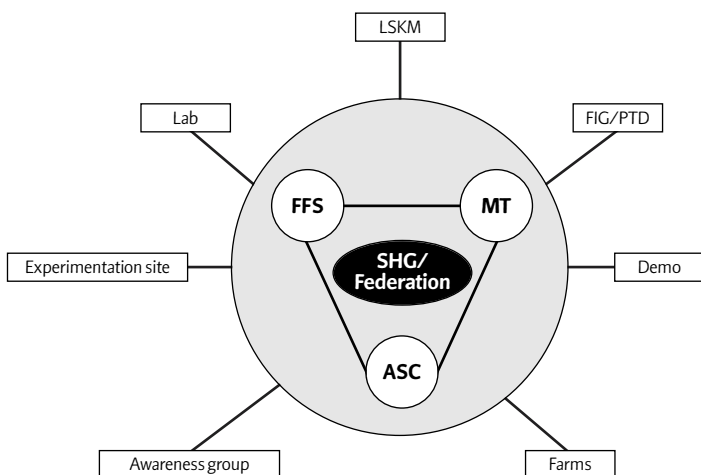 LSKM
Lab
FIG/PTD
FFS
MT
SHG/
Federation
Experimentation site
Demo
ASC
Awareness group
Farms